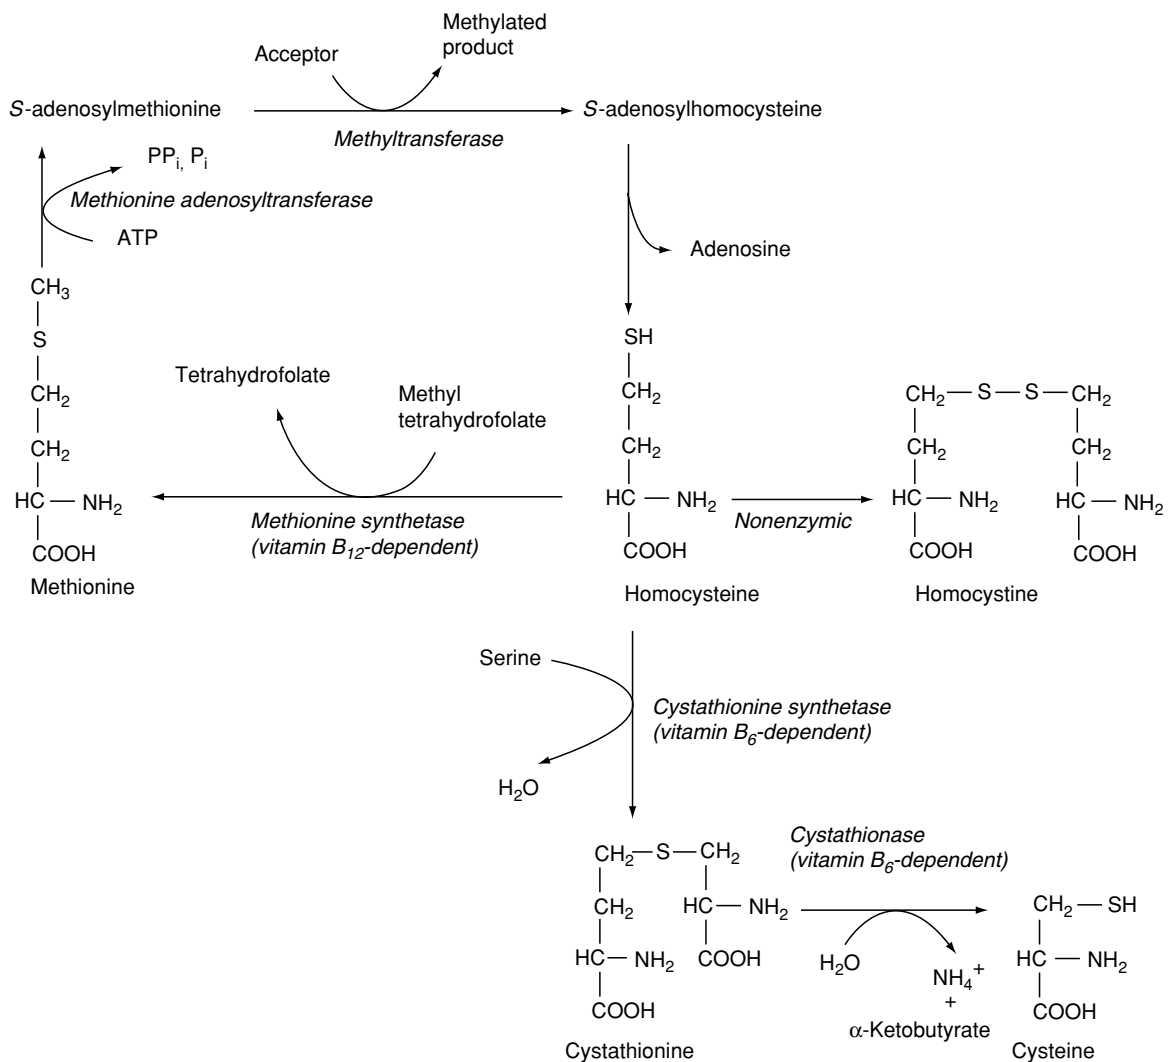 Methylated
product
Acceptor
S-adenosylmethionine
S-adenosylhomocysteine
Methyltransferase
PPi, Pi
Methionine adenosyltransferase
ATP
Adenosine
CH3
S
CH2
CH2
HC — NH2
COOH
Methionine
Tetrahydrofolate
Methyl
tetrahydrofolate
Methionine synthetase
(vitamin B12-dependent)
SH
CH2
CH2
HC — NH2
COOH
Homocysteine
Nonenzymic
CH2 — S — S — CH2
CH2
CH2
HC — NH2
HC — NH2
COOH
COOH
Homocystine
Serine
Cystathionine synthetase
(vitamin B6-dependent)
H2O
CH2 — S — CH2
CH2
HC — NH2
HC — NH2
COOH
COOH
Cystathionine
Cystathionase
(vitamin B6-dependent)
H2O
NH4+
+
α-Ketobutyrate
CH2 — SH
HC — NH2
COOH
Cysteine